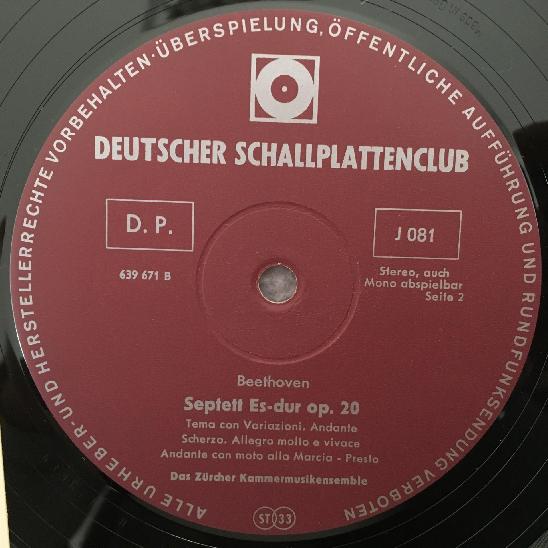 ALLE URHEBER- UND HERSTELLERRECHTE VORBEHALTEN · ÜBERSPIELUNG, ÖFFENTLICHE AUFFÜHRUNG UND RUNDFUNKSENDUNG VERBOTEN
DEUTSCHER SCHALLPLATTENCLUB
D. P.
J 081
639 671 B
Stereo, auch
Mono abspielbar
Seite 2
Beethoven
Septett Es-dur op. 20
Tema con Variazioni. Andante
Scherzo. Allegro molto e vivace
Andante con moto alla Marcia - Presto
Das Zürcher Kammermusikensemble
ST 33